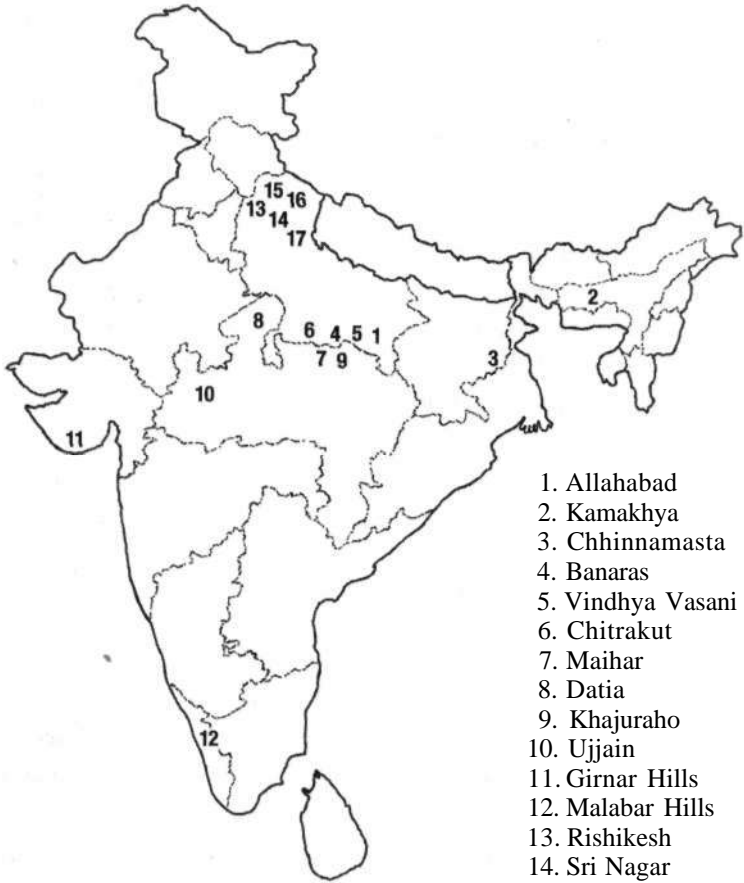 15
16
13
14
17
2
8
6 4 5 1
7 9
3
10
11
12
1. Allahabad
2. Kamakhya
3. Chhinnamasta
4. Banaras
5. Vindhya Vasani
6. Chitrakut
7. Maihar
8. Datia
9. Khajuraho
10. Ujjain
11. Girnar Hills
12. Malabar Hills
13. Rishikesh
14. Sri Nagar